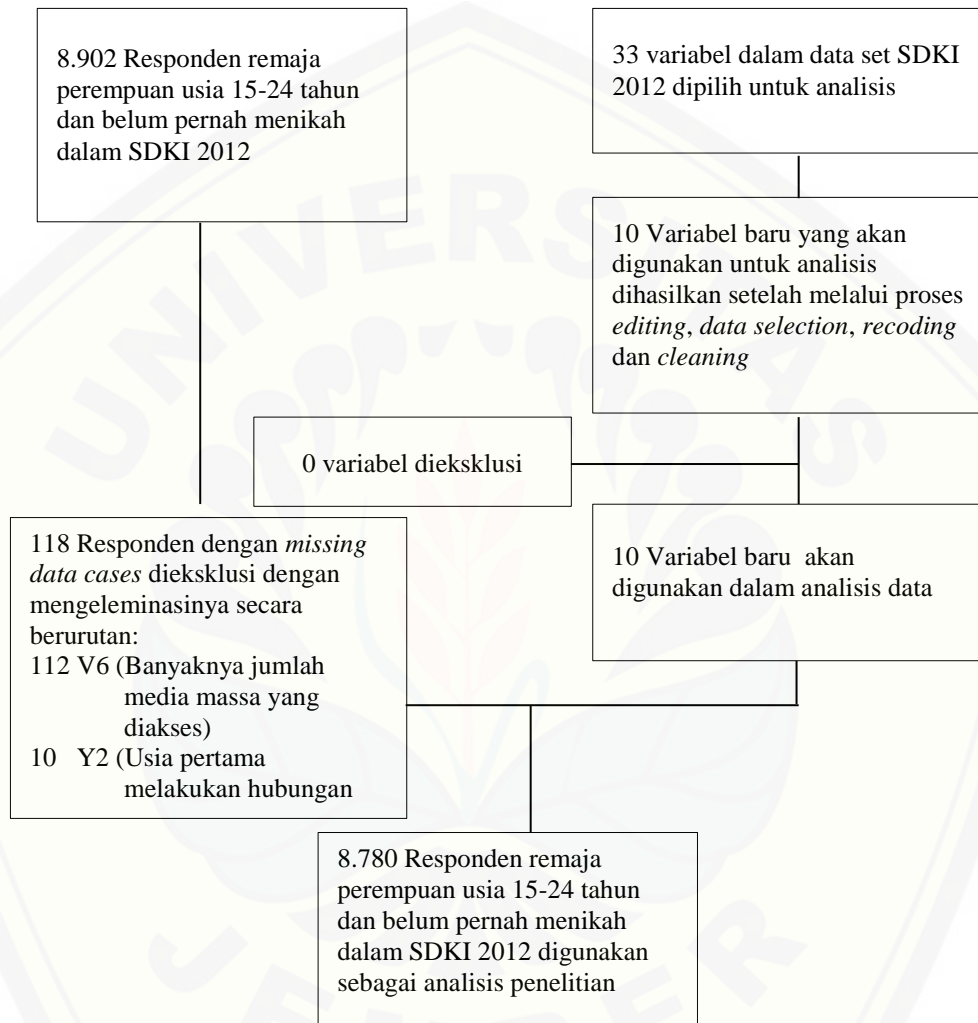 8.902 Responden remaja
perempuan usia 15-24 tahun
dan belum pernah menikah
dalam SDKI 2012
33 variabel dalam data set SDKI
2012 dipilih untuk analisis
10 Variabel baru yang akan
digunakan untuk analisis
dihasilkan setelah melalui proses
editing, data selection, recoding
dan cleaning
0 variabel dieksklusi
118 Responden dengan missing
data cases dieksklusi dengan
mengeleminasinya secara
berurutan:
112 V6 (Banyaknya jumlah
media massa yang
diakses)
10 Y2 (Usia pertama
melakukan hubungan
10 Variabel baru akan
digunakan dalam analisis data
8.780 Responden remaja
perempuan usia 15-24 tahun
dan belum pernah menikah
dalam SDKI 2012 digunakan
sebagai analisis penelitian
UNIVERSITAS
JEMBER